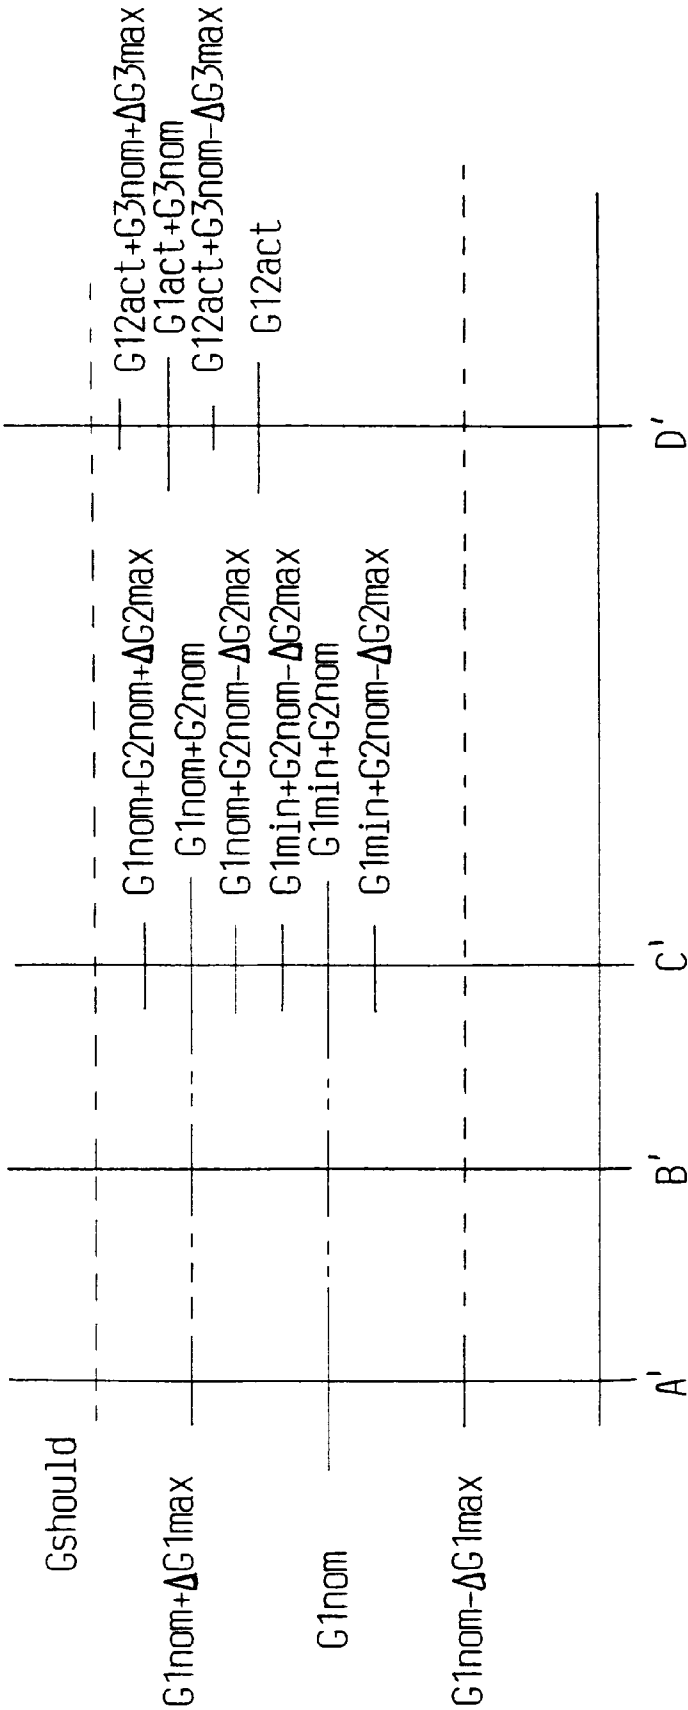 Gshould
G1nom+ΔG1max
G1nom
G1nom-ΔG1max
G1nom+G2nom+ΔG2max
G1nom+G2nom
G1nom+G2nom-ΔG2max
G1min+G2nom-ΔG2max
G1min+G2nom
G1min+G2nom-ΔG2max
G12act+G3nom+ΔG3max
G1act+G3nom
G12act+G3nom-ΔG3max
G12act
A'
B'
C'
D'